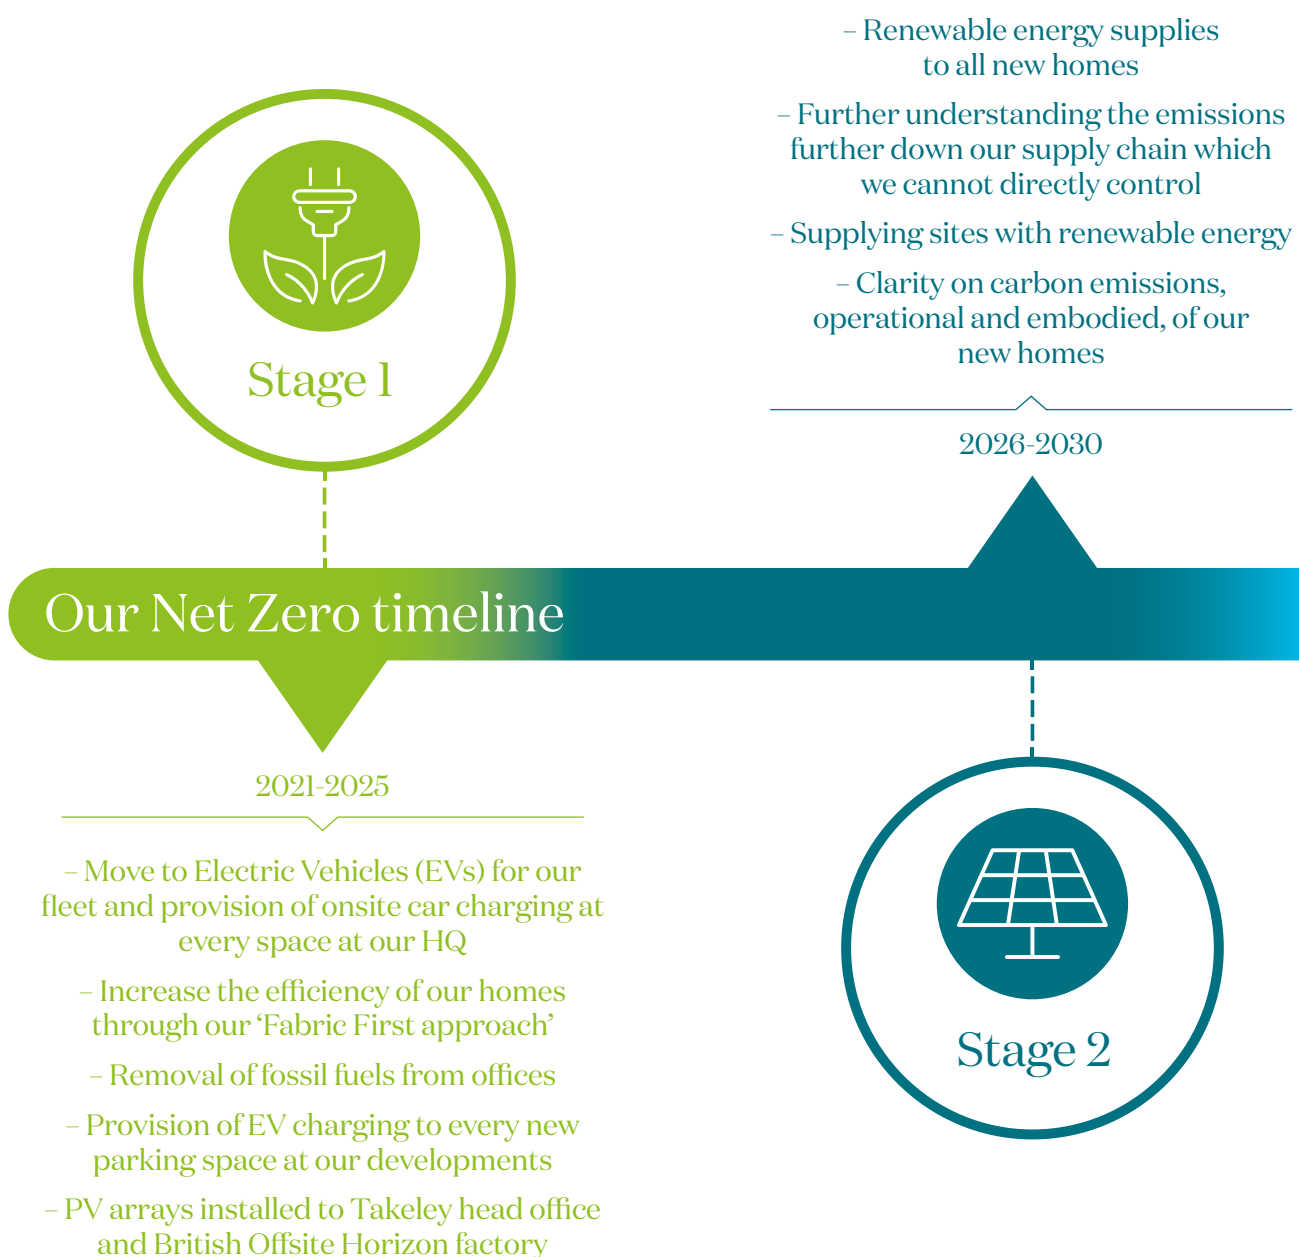 Our Net Zero timeline
Stage 1
2021-2025
– Move to Electric Vehicles (EVs) for our
fleet and provision of onsite car charging at
every space at our HQ
– Increase the efficiency of our homes
through our ‘Fabric First approach’
– Removal of fossil fuels from offices
– Provision of EV charging to every new
parking space at our developments
– PV arrays installed to Takeley head office
and British Offsite Horizon factory
– Renewable energy supplies
to all new homes
– Further understanding the emissions
further down our supply chain which
we cannot directly control
– Supplying sites with renewable energy
– Clarity on carbon emissions,
operational and embodied, of our
new homes
2026-2030
Stage 2